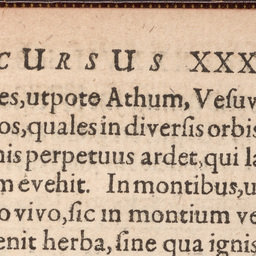 CURSUS XXX
es, utpote Athum, Veſuv
os, quales in diverſis orbis
nis perpetuus ardet, qui la
m evehit. In montibus, u
o vivo, ſic in montium ve
enit herba, ſine qua ignis